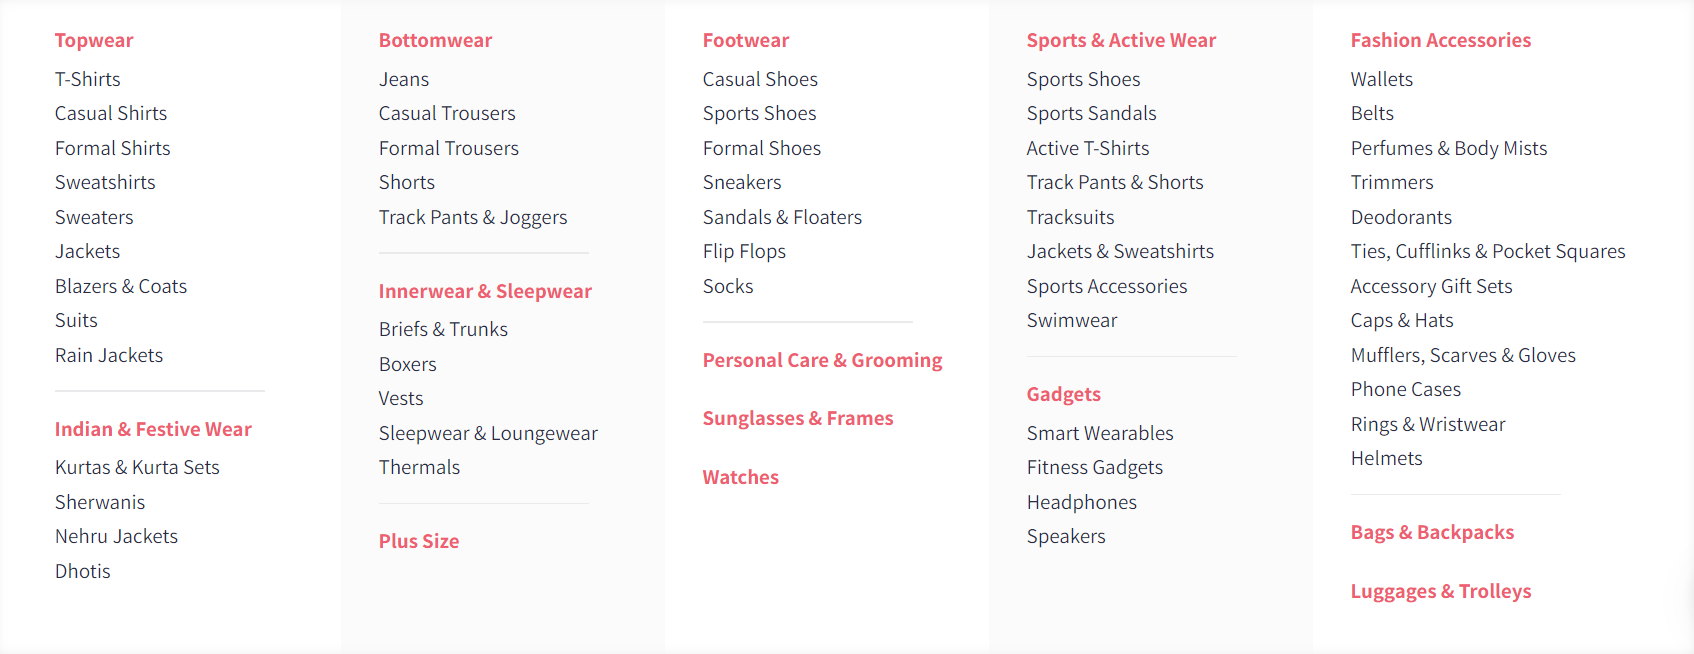 Topwear
T-Shirts
Casual Shirts
Formal Shirts
Sweatshirts
Sweaters
Jackets
Blazers & Coats
Suits
Rain Jackets
Indian & Festive Wear
Kurtas & Kurta Sets
Sherwanis
Nehru Jackets
Dhotis
Bottomwear
Jeans
Casual Trousers
Formal Trousers
Shorts
Track Pants & Joggers
Innerwear & Sleepwear
Briefs & Trunks
Boxers
Vests
Sleepwear & Loungewear
Thermals
Plus Size
Footwear
Casual Shoes
Sports Shoes
Formal Shoes
Sneakers
Sandals & Floaters
Flip Flops
Socks
Personal Care & Grooming
Sunglasses & Frames
Watches
Sports & Active Wear
Sports Shoes
Sports Sandals
Active T-Shirts
Track Pants & Shorts
Tracksuits
Jackets & Sweatshirts
Sports Accessories
Swimwear
Gadgets
Smart Wearables
Fitness Gadgets
Headphones
Speakers
Fashion Accessories
Wallets
Belts
Perfumes & Body Mists
Trimmers
Deodorants
Ties, Cufflinks & Pocket Squares
Accessory Gift Sets
Caps & Hats
Mufflers, Scarves & Gloves
Phone Cases
Rings & Wristwear
Helmets
Bags & Backpacks
Luggages & Trolleys